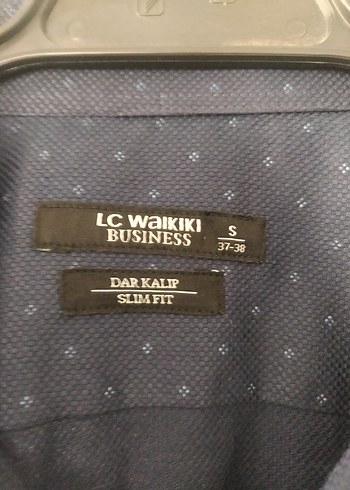 LC WAIKIKI
BUSINESS
S
37-38
DAR KALIP
SLIM FIT